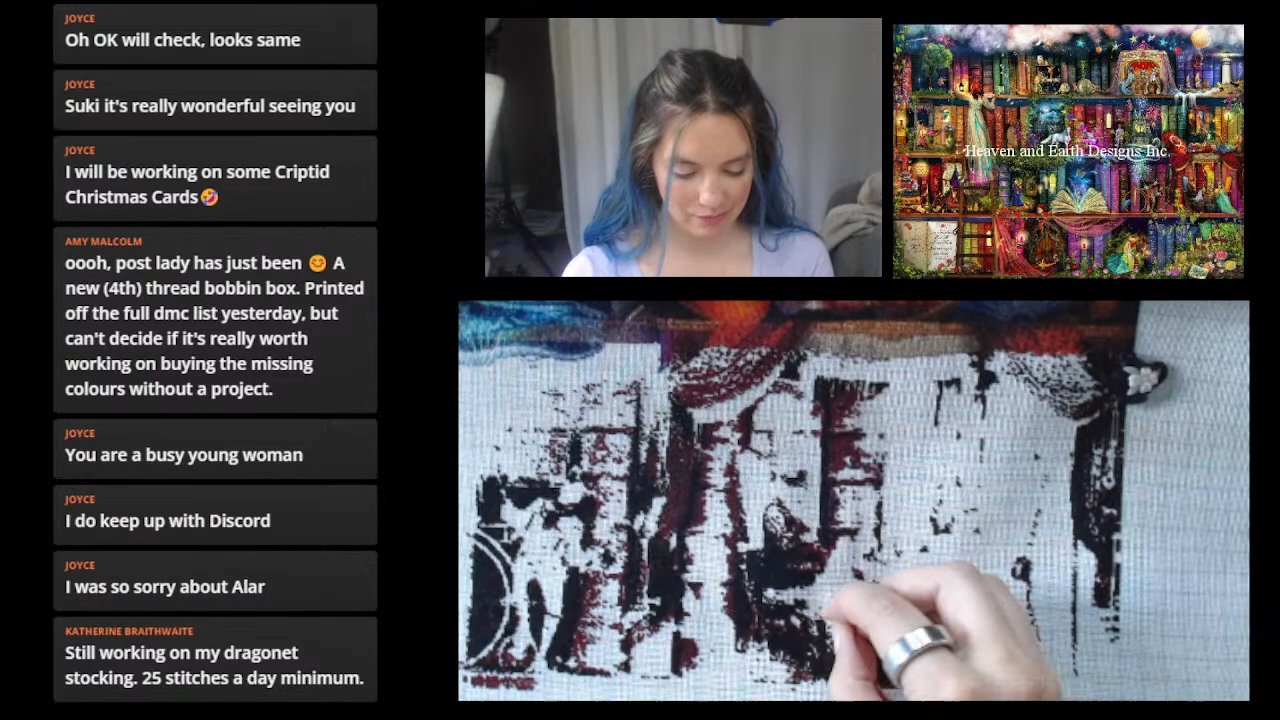 JOYCE
Oh OK will check, looks same
JOYCE
Suki it's really wonderful seeing you
JOYCE
I will be working on some Criptid
Christmas Cards🤣
AMY MALCOLM
oooh, post lady has just been 😊 A
new (4th) thread bobbin box. Printed
off the full dmc list yesterday, but
can't decide if it's really worth
working on buying the missing
colours without a project.
JOYCE
You are a busy young woman
JOYCE
I do keep up with Discord
JOYCE
I was so sorry about Alar
KATHERINE BRAITHWAITE
Still working on my dragonet
stocking. 25 stitches a day minimum.
Heaven and Earth Designs Inc.